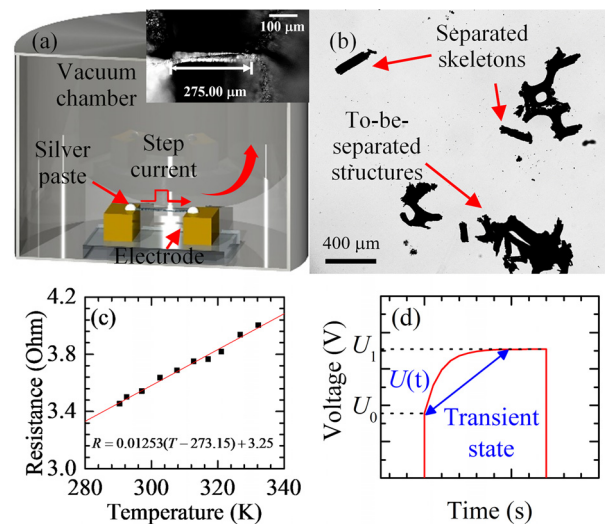 (a)
100 μm
275.00 μm
Vacuum
chamber
Silver
paste
Step
current
Electrode
(b)
Separated
skeletons
To-be-
separated
structures
400 μm
(c)
Resistance (Ohm)
4.2
3.8
3.4
3.0
R = 0.01253(T − 273.15) + 3.25
280
300
320
340
Temperature (K)
(d)
Voltage (V)
U1
U0
U(t)
Transient
state
Time (s)